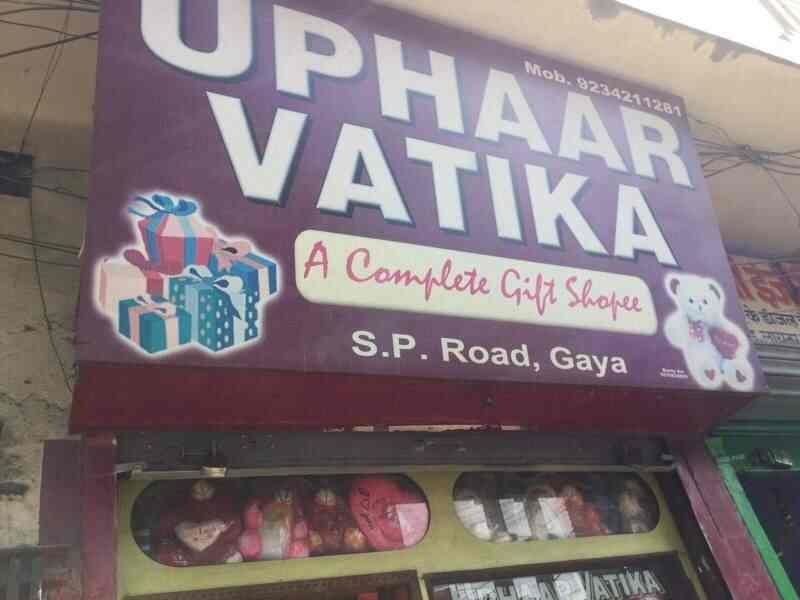 UPHAAR
Mob. 9234211281
VATIKA
A Complete Gift Shopee
S.P. Road, Gaya
UPHAAR VATIKA